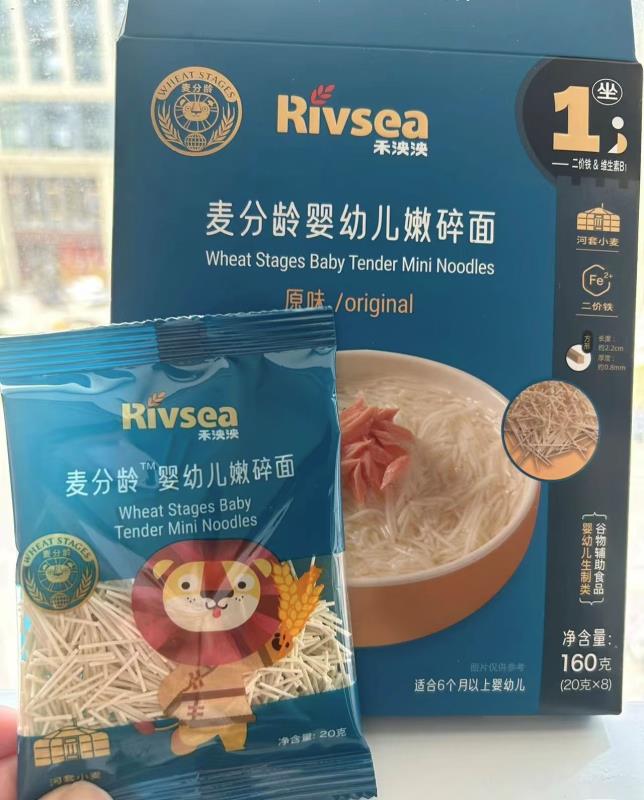 WHEAT STAGES
麦分龄
Rivsea
禾泱泱
1
坐
二价铁 & 维生素B₁
麦分龄婴幼儿嫩碎面
Wheat Stages Baby Tender Mini Noodles
原味 /original
河套小麦
Fe²⁺
二价铁
方形
长度:
约2.2cm
厚度:
约0.8mm
谷物辅助食品
婴幼儿生制类
净含量:
160克
(20克×8)
图片仅供参考
适合6个月以上婴幼儿
Rivsea
禾泱泱
麦分龄™婴幼儿嫩碎面
Wheat Stages Baby
Tender Mini Noodles
WHEAT STAGES
麦分龄
河套小麦
净含量: 20克